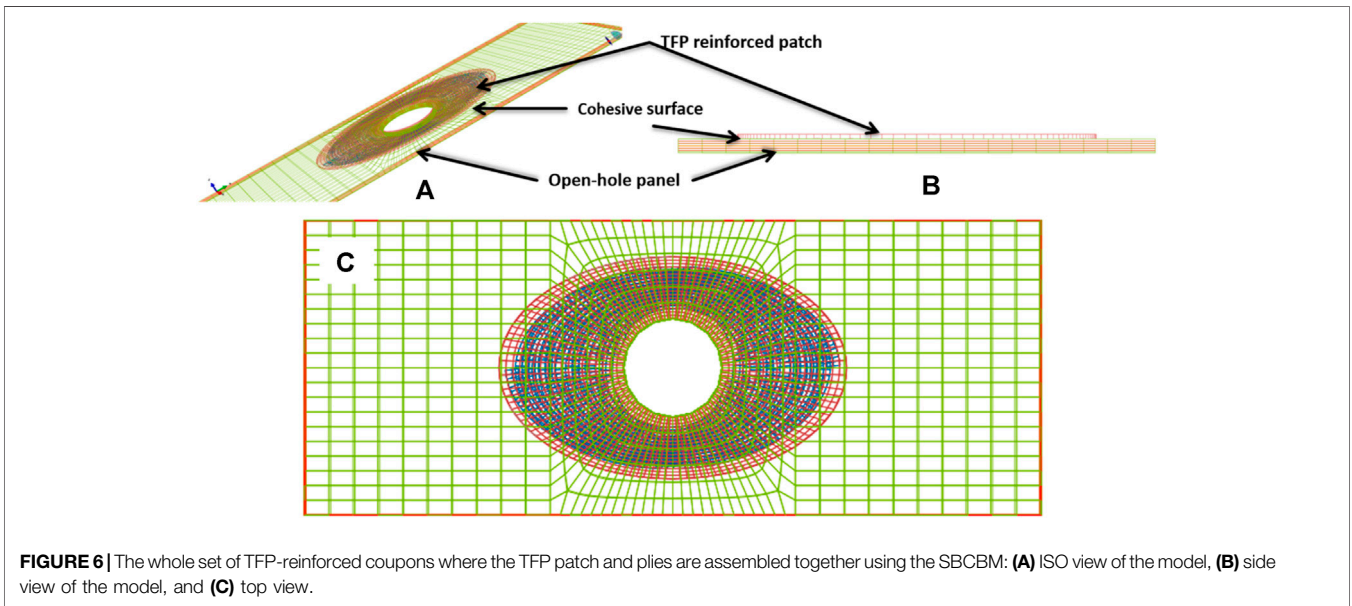 TFP reinforced patch
Cohesive surface
Open-hole panel
A
B
C
FIGURE 6 | The whole set of TFP-reinforced coupons where the TFP patch and plies are assembled together using the SBCBM: (A) ISO view of the model, (B) side
view of the model, and (C) top view.